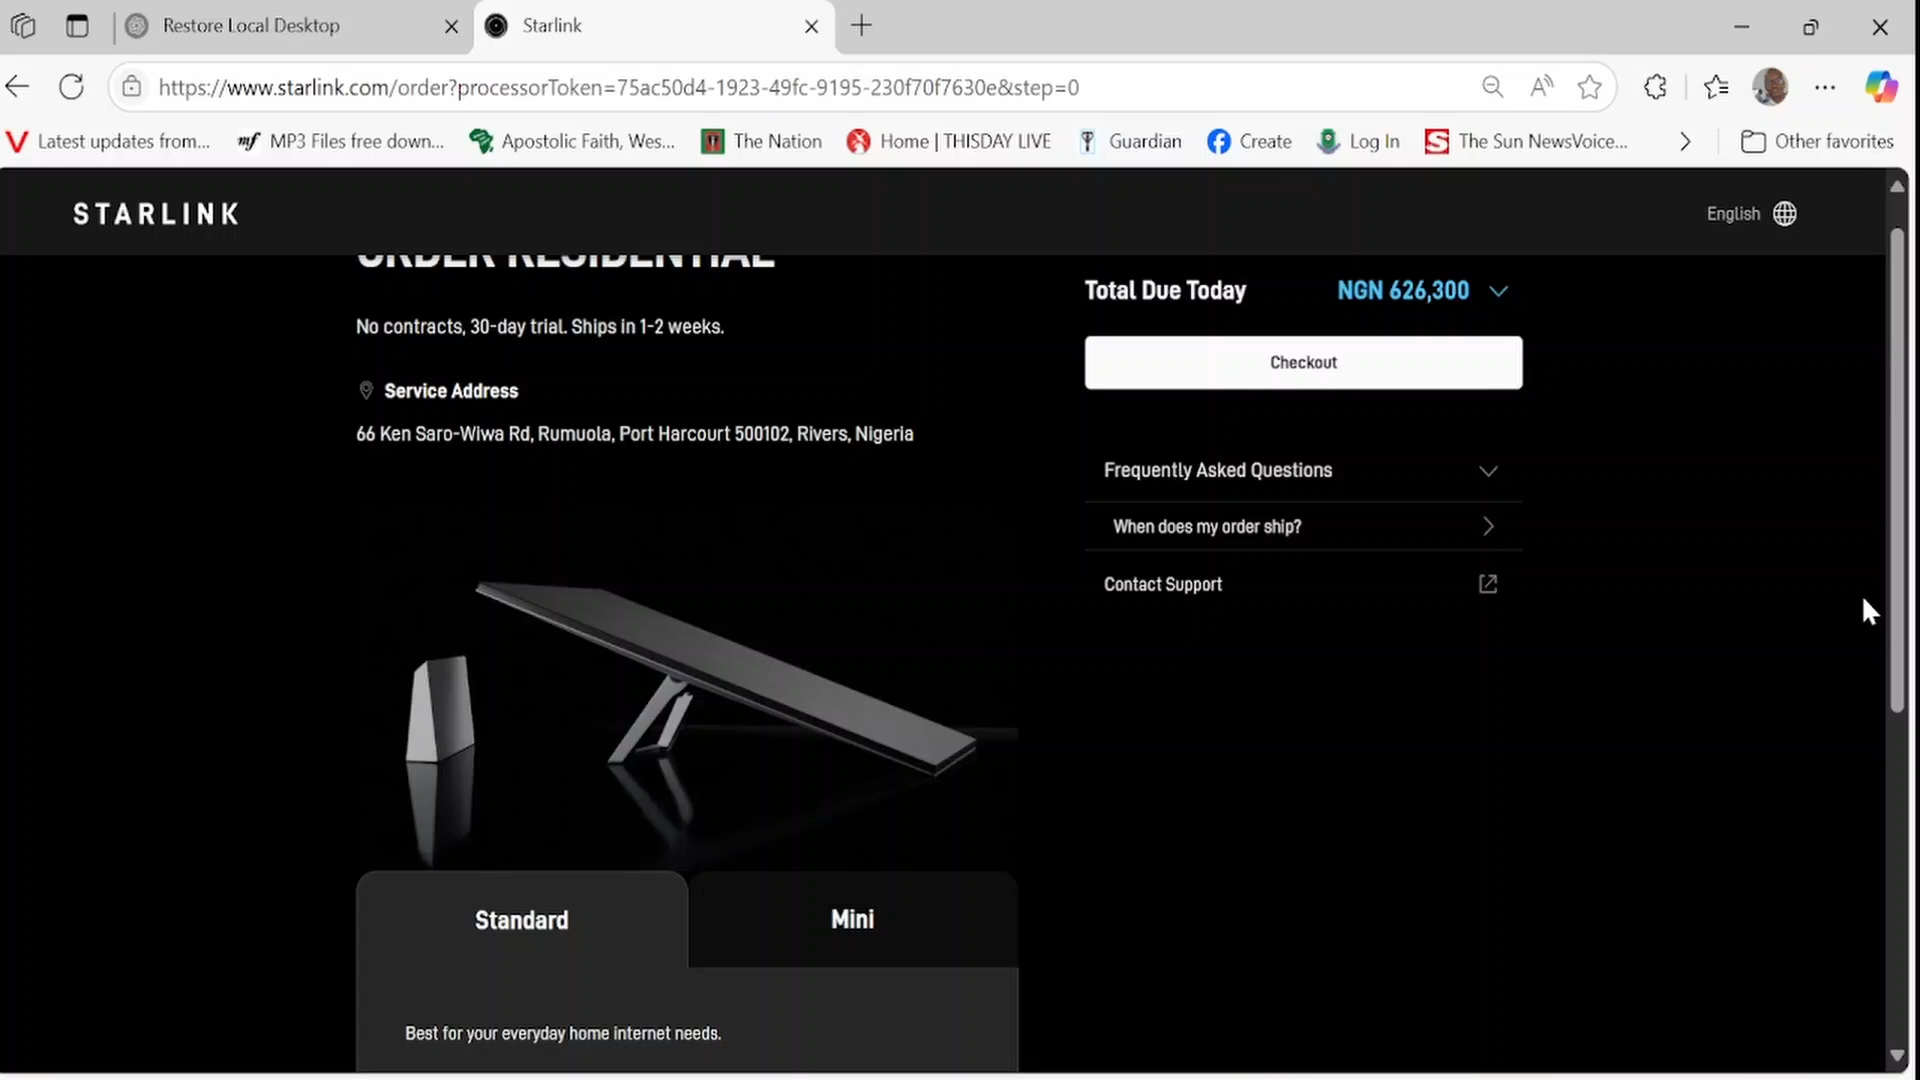 Restore Local Desktop
Starlink
https://www.starlink.com/order?processorToken=75ac50d4-1923-49fc-9195-230f70f7630e&step=0
Latest updates from...
MP3 Files free down...
Apostolic Faith, Wes...
The Nation
Home | THISDAY LIVE
Guardian
Create
Log In
The Sun NewsVoice...
Other favorites
STARLINK
English
ORDER RESIDENTIAL
Total Due Today
NGN 626,300
No contracts, 30-day trial. Ships in 1-2 weeks.
Checkout
Service Address
66 Ken Saro-Wiwa Rd, Rumuola, Port Harcourt 500102, Rivers, Nigeria
Frequently Asked Questions
When does my order ship?
Contact Support
Standard
Mini
Best for your everyday home internet needs.